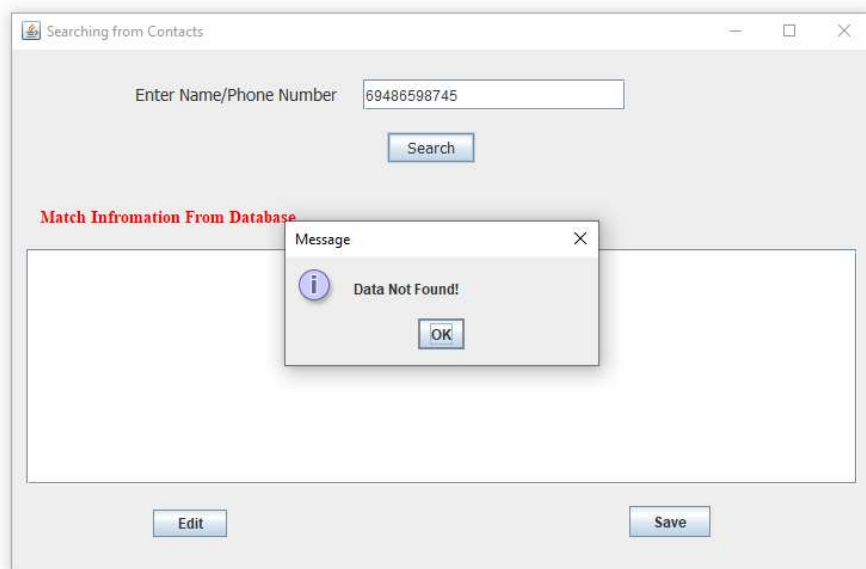 Searching from Contacts
Enter Name/Phone Number 69486598745
Search
Match Infromation From Database
Message
i
Data Not Found!
OK
Edit Save